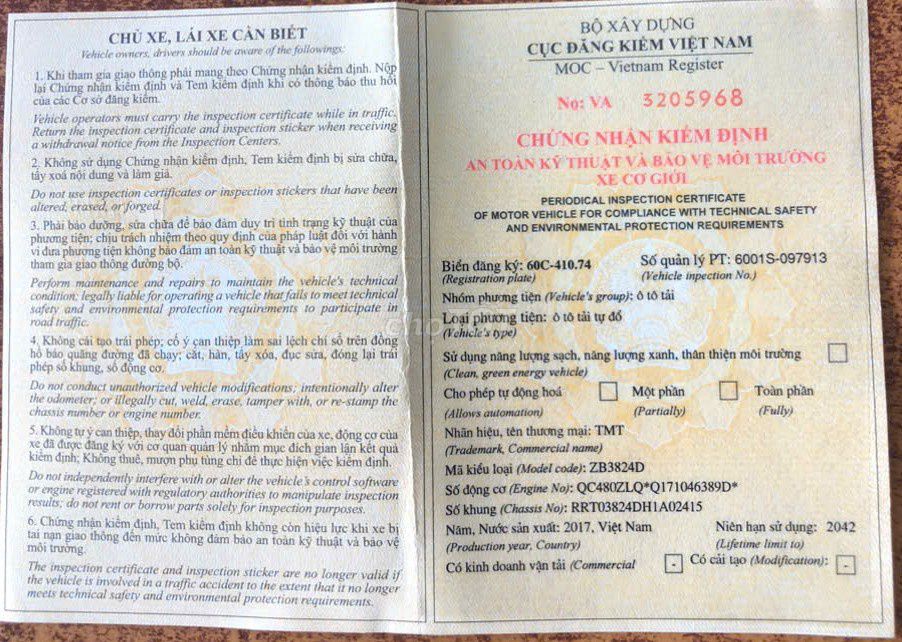 CHỦ XE, LÁI XE CẦN BIẾT
Vehicle owners, drivers should be aware of the followings:
1. Khi tham gia giao thông phải mang theo Chứng nhận kiểm định. Nộp
lại Chứng nhận kiểm định và Tem kiểm định khi có thông báo thu hồi
của các Cơ sở đăng kiểm.
Vehicle operators must carry the inspection certificate while in traffic.
Return the inspection certificate and inspection sticker when receiving
a withdrawal notice from the Inspection Centers.
2. Không sử dụng Chứng nhận kiểm định, Tem kiểm định bị sửa chữa,
tẩy xoá nội dung và làm giả.
Do not use inspection certificates or inspection stickers that have been
altered, erased, or forged.
3. Phải bảo dưỡng, sửa chữa để bảo đảm duy trì tình trạng kỹ thuật của
phương tiện; chịu trách nhiệm theo quy định của pháp luật đối với hành
vi đưa phương tiện không bảo đảm an toàn kỹ thuật và bảo vệ môi trường
tham gia giao thông đường bộ.
Perform maintenance and repairs to maintain the vehicle's technical
condition; legally liable for operating a vehicle that fails to meet technical
safety and environmental protection requirements to participate in
road traffic.
4. Không cải tạo trái phép; cố ý can thiệp làm sai lệch chỉ số trên đồng
hồ báo quãng đường đã chạy; cắt, hàn, tẩy xóa, đục sửa, đóng lại trái
phép số khung, số động cơ.
Do not conduct unauthorized vehicle modifications; intentionally alter
the odometer; or illegally cut, weld, erase, tamper with, or re-stamp the
chassis number or engine number.
5. Không tự ý can thiệp, thay đổi phần mềm điều khiển của xe, động cơ của
xe đã được đăng ký với cơ quan quản lý nhằm mục đích gian lận kết quả
kiểm định; Không thuê, mượn phụ tùng chỉ để thực hiện việc kiểm định.
Do not independently interfere with or alter the vehicle's control software
or engine registered with regulatory authorities to manipulate inspection
results; do not rent or borrow parts solely for inspection purposes.
6. Chứng nhận kiểm định, Tem kiểm định không còn hiệu lực khi xe bị
tai nạn giao thông đến mức không đảm bảo an toàn kỹ thuật và bảo vệ
môi trường.
The inspection certificate and inspection sticker are no longer valid if
the vehicle is involved in a traffic accident to the extent that it no longer
meets technical safety and environmental protection requirements.
BỘ XÂY DỰNG
CỤC ĐĂNG KIỂM VIỆT NAM
MOC – Vietnam Register
No: VA 3205968
CHỨNG NHẬN KIỂM ĐỊNH
AN TOÀN KỸ THUẬT VÀ BẢO VỆ MÔI TRƯỜNG
XE CƠ GIỚI
PERIODICAL INSPECTION CERTIFICATE
OF MOTOR VEHICLE FOR COMPLIANCE WITH TECHNICAL SAFETY
AND ENVIRONMENTAL PROTECTION REQUIREMENTS
Biển đăng ký: 60C-410.74 Số quản lý PT: 6001S-097913
(Registration plate) (Vehicle inpection No.)
Nhóm phương tiện (Vehicle's group): ô tô tải
Loại phương tiện: ô tô tải tự đổ
(Vehicle's type)
Sử dụng năng lượng sạch, năng lượng xanh, thân thiện môi trường
(Clean, green energy vehicle)
Cho phép tự động hoá Một phần Toàn phần
(Allows automation) (Partially) (Fully)
Nhãn hiệu, tên thương mại: TMT
(Trademark, Commercial name)
Mã kiểu loại (Model code): ZB3824D
Số động cơ (Engine No): QC480ZLQ*Q171046389D*
Số khung (Chassis No): RRT03824DH1A02415
Năm, Nước sản xuất: 2017, Việt Nam Niên hạn sử dụng: 2042
(Production year, Country) (Lifetime limit to)
Có kinh doanh vận tải (Commercial - Có cải tạo (Modification): -